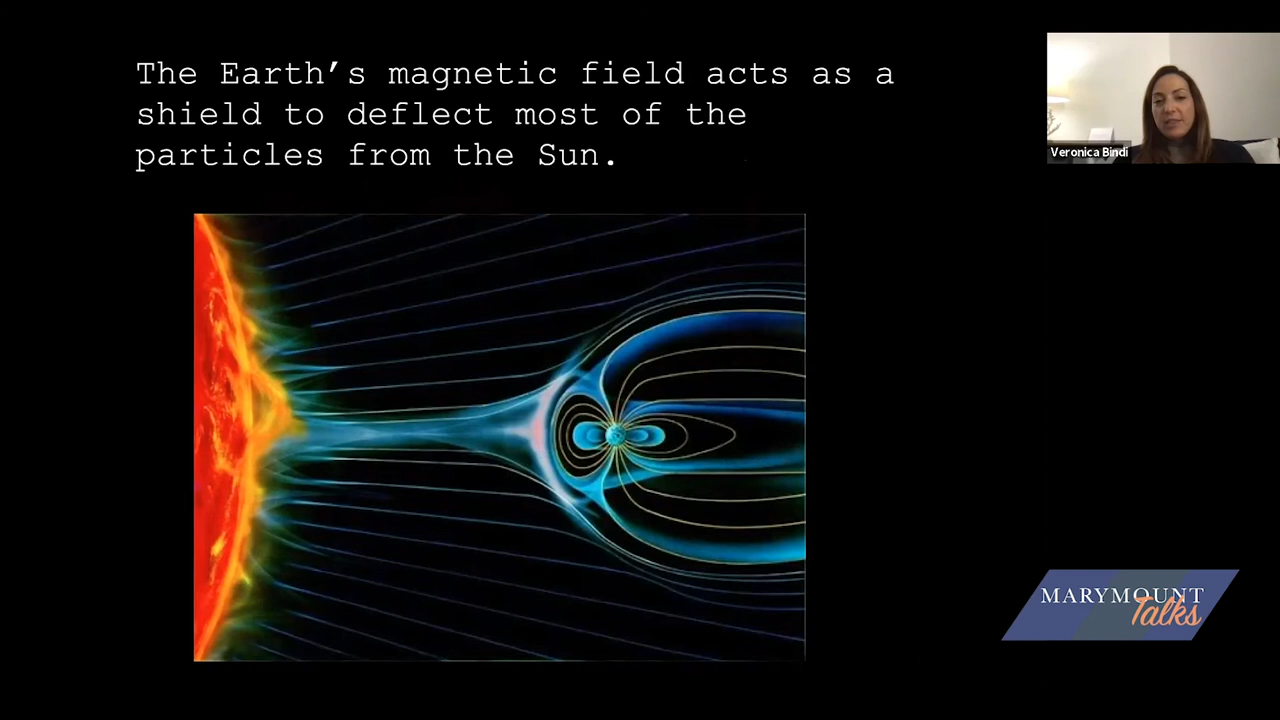 The Earth’s magnetic field acts as a
shield to deflect most of the
particles from the Sun.
Veronica Bindi
MARYMOUNT
Talks